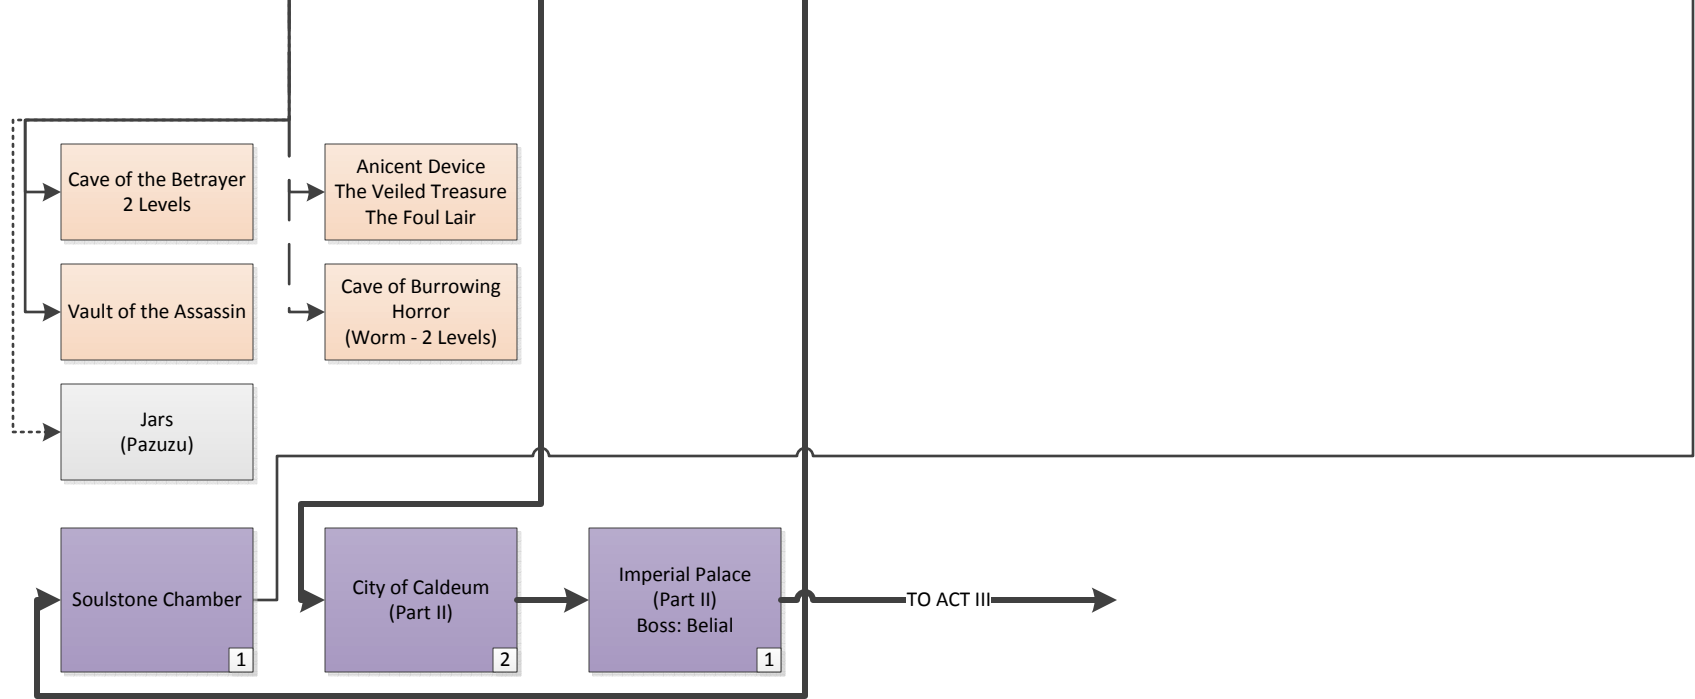 Cave of the Betrayer
2 Levels
Anicent Device
The Veiled Treasure
The Foul Lair
Vault of the Assassin
Cave of Burrowing
Horror
(Worm - 2 Levels)
Jars
(Pazuzu)
Soulstone Chamber
1
City of Caldeum
(Part II)
2
Imperial Palace
(Part II)
Boss: Belial
1
TO ACT III